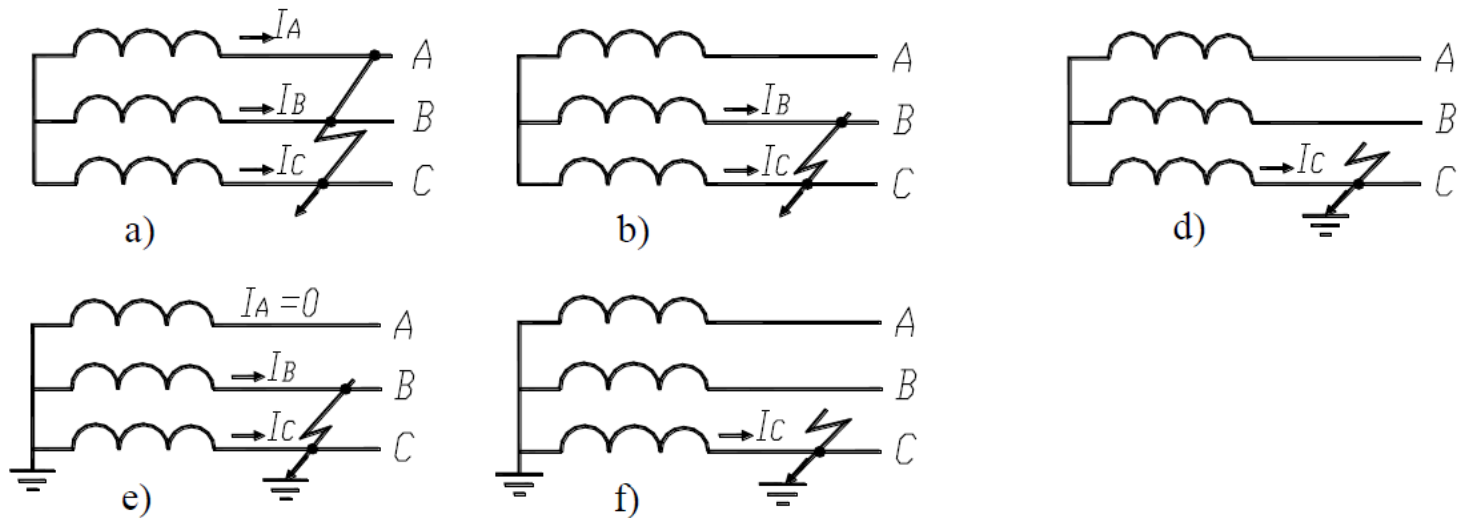 I_A A
I_B B
I_C C
a)
A
I_B B
I_C C
b)
A
B
I_C C
d)
I_A =0 A
I_B B
I_C C
e)
A
B
I_C C
f)